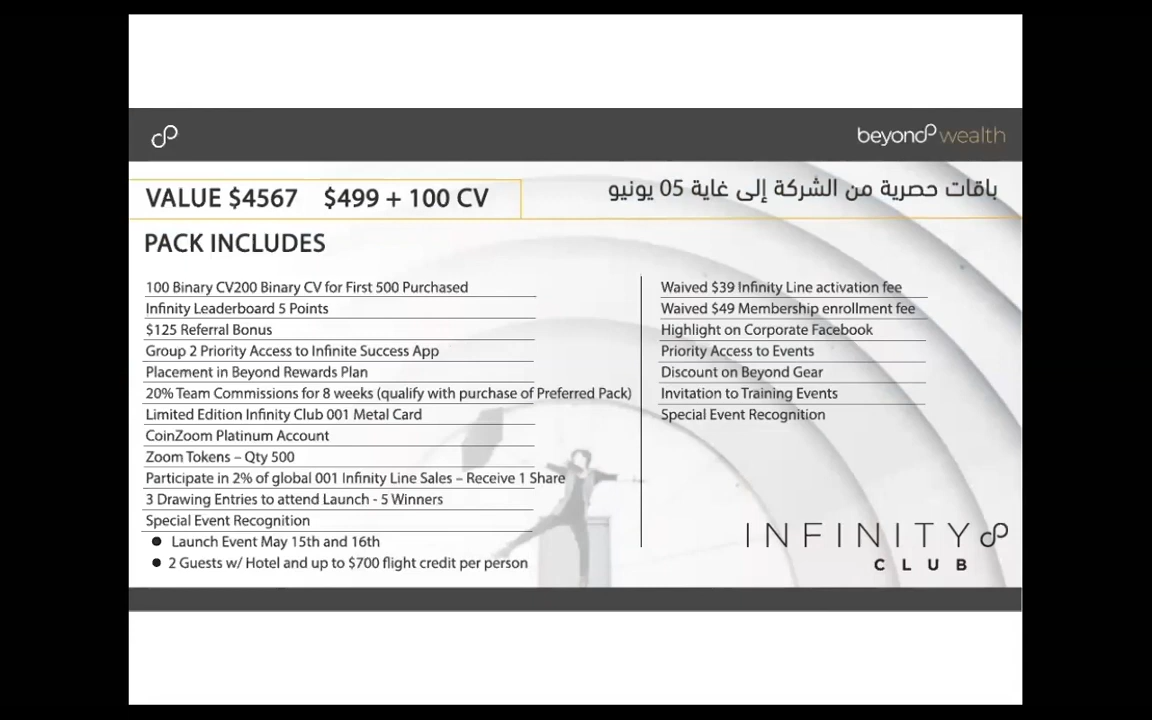 beyond wealth
VALUE $4567 $499 + 100 CV
باقات حصرية من الشركة إلى غاية 05 يونيو
PACK INCLUDES
100 Binary CV200 Binary CV for First 500 Purchased
Infinity Leaderboard 5 Points
$125 Referral Bonus
Group 2 Priority Access to Infinite Success App
Placement in Beyond Rewards Plan
20% Team Commissions for 8 weeks (qualify with purchase of Preferred Pack)
Limited Edition Infinity Club 001 Metal Card
CoinZoom Platinum Account
Zoom Tokens – Qty 500
Participate in 2% of global 001 Infinity Line Sales – Receive 1 Share
3 Drawing Entries to attend Launch - 5 Winners
Special Event Recognition
● Launch Event May 15th and 16th
● 2 Guests w/ Hotel and up to $700 flight credit per person
Waived $39 Infinity Line activation fee
Waived $49 Membership enrollment fee
Highlight on Corporate Facebook
Priority Access to Events
Discount on Beyond Gear
Invitation to Training Events
Special Event Recognition
INFINITY
CLUB